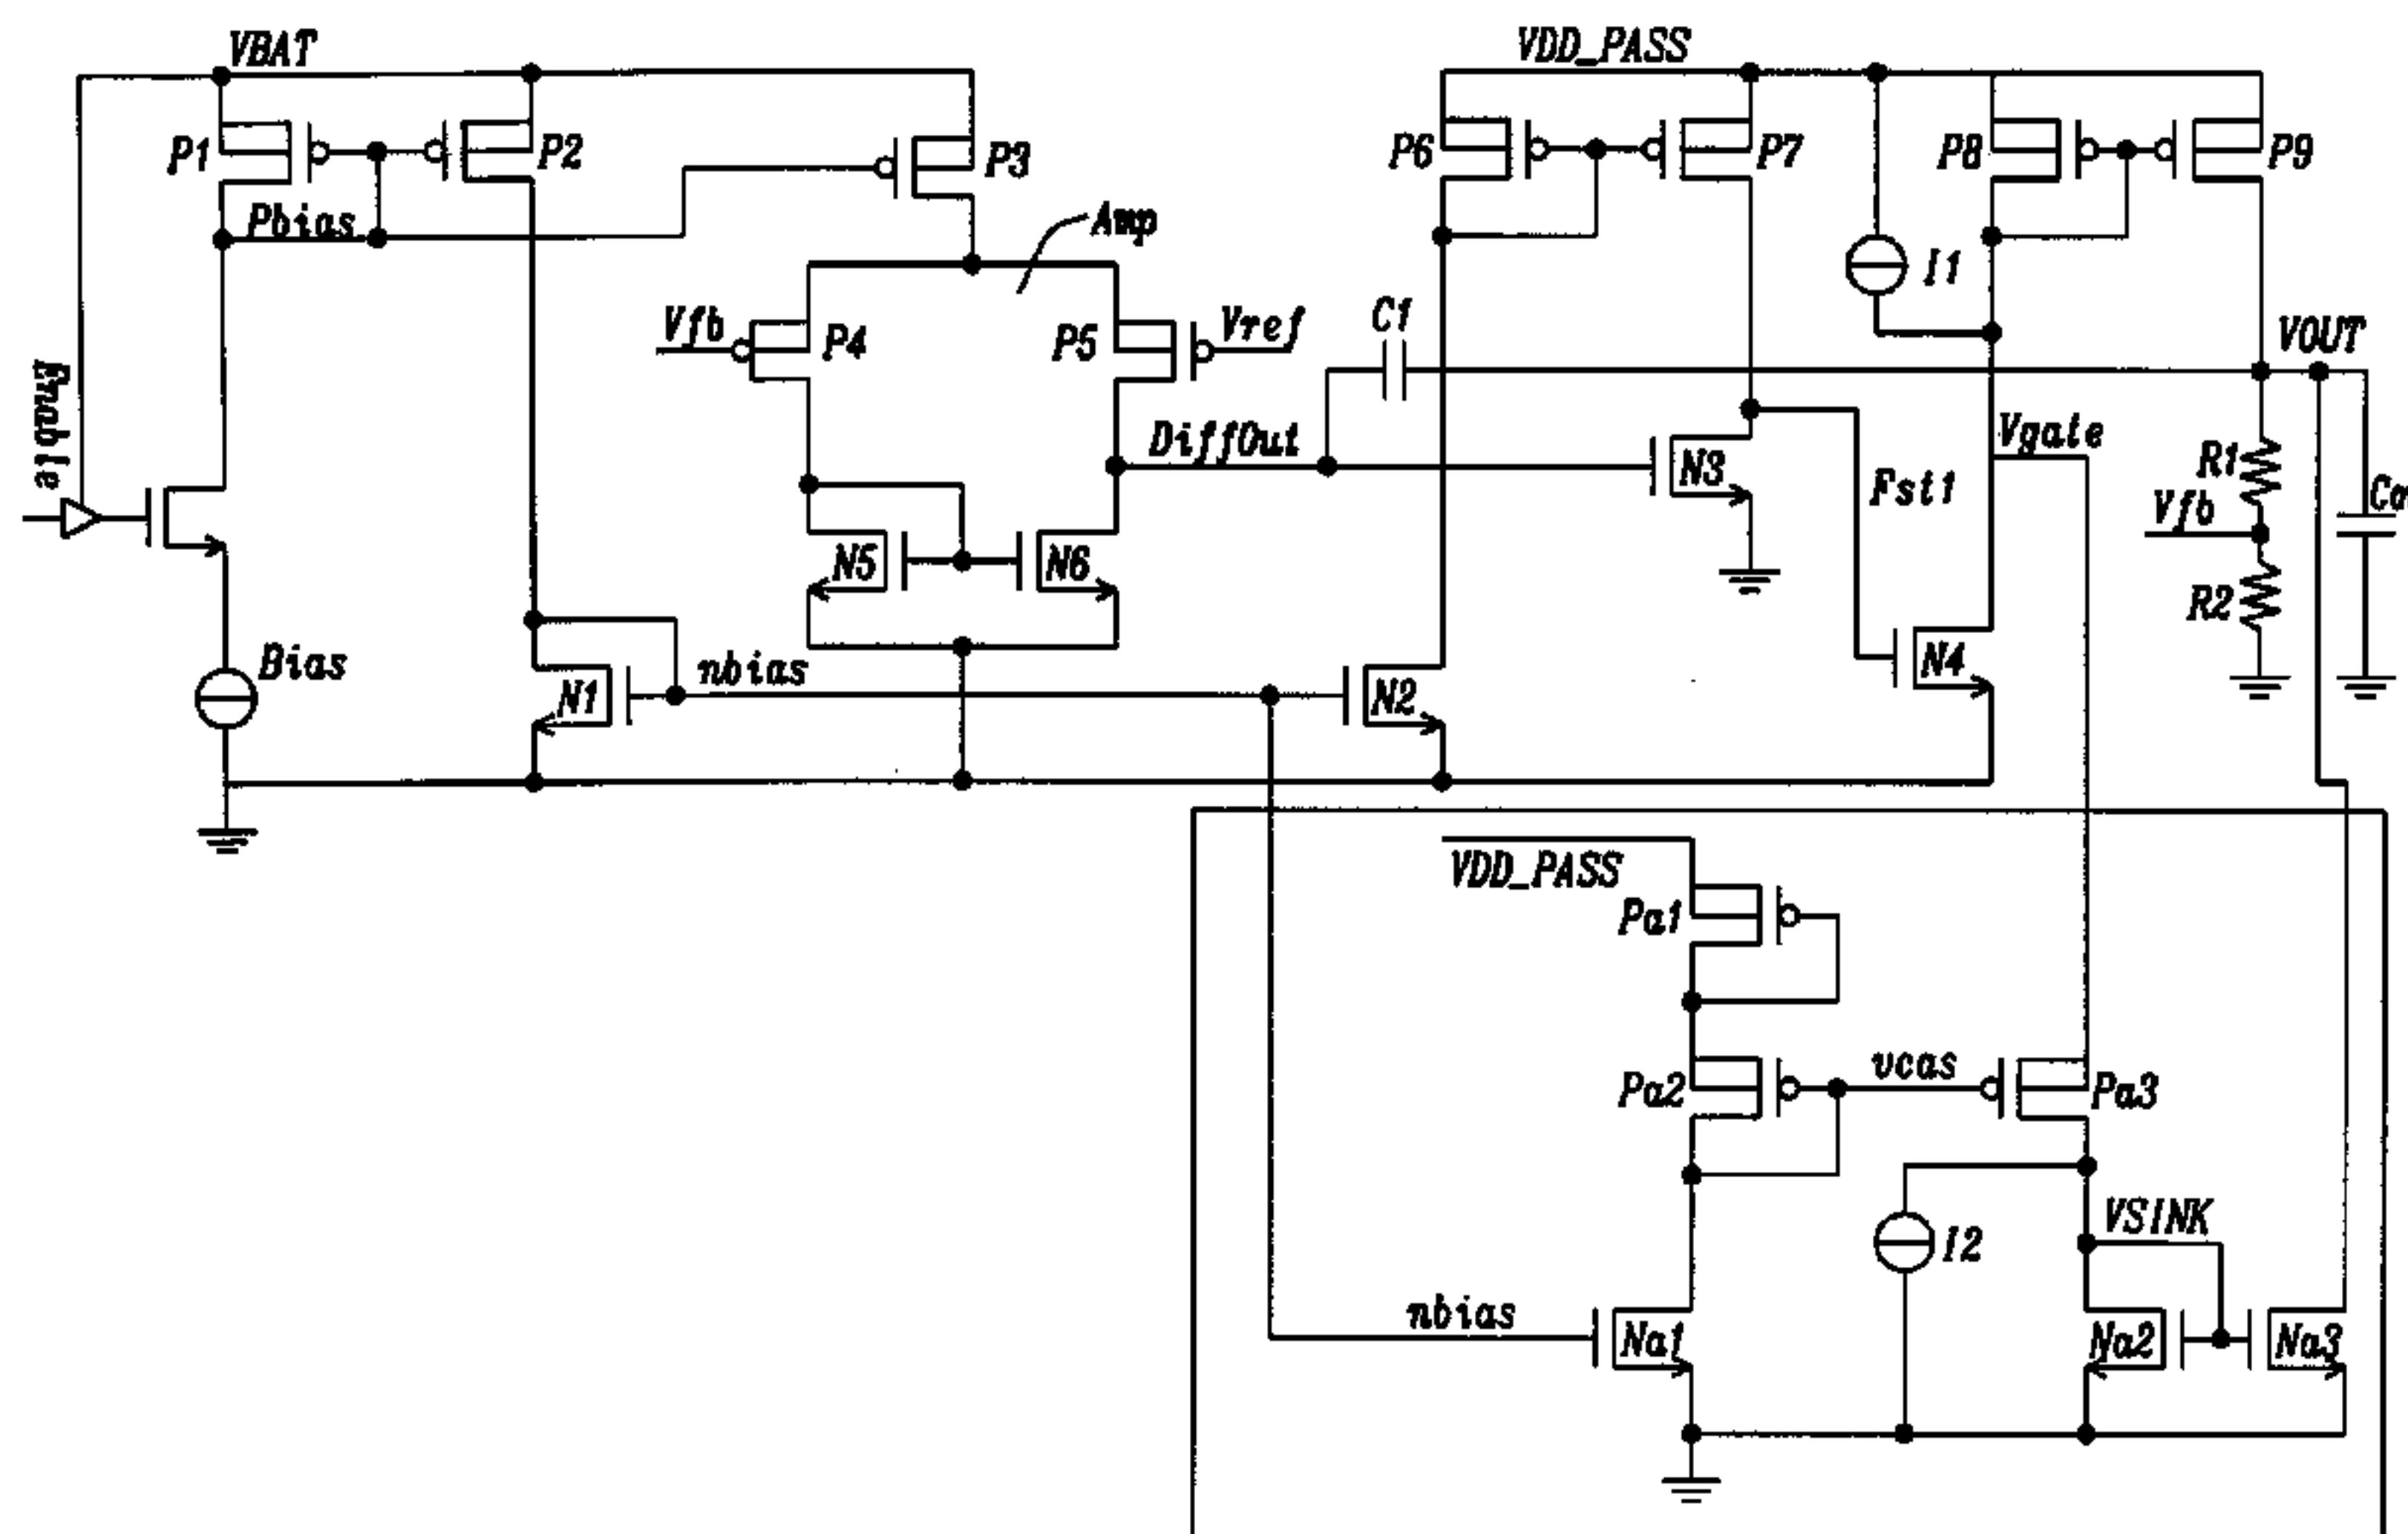 VBAT
VDD_PASS
P1
P2
P3
P6
P7
P8
P9
Pbias
Amp
I1
Vfb
P4
P5
Vref
C1
VOUT
Enable
DiffOut
N3
Vgate
R1
Fst1
Vfb
Co
N5
N6
R2
Bias
N1
nbias
N2
N4
VDD_PASS
Pa1
Pa2
vcas
Pa3
VSINK
I2
nbias
Na1
Na2
Na3